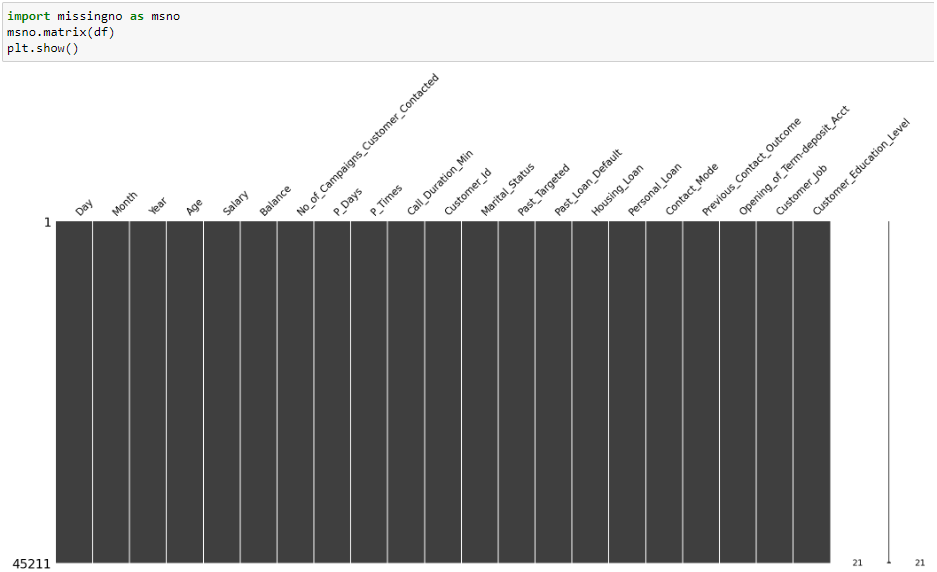 import missingno as msno
msno.matrix(df)
plt.show()
Day
Month
Year
Age
Salary
Balance
No_of_Campaigns_Customer_Contacted
P_Days
P_Times
Call_Duration_Min
Customer_Id
Marital_Status
Past_Targeted
Past_Loan_Default
Housing_Loan
Personal_Loan
Contact_Mode
Previous_Contact_Outcome
Opening_of_Term-deposit_Acct
Customer_Job
Customer_Education_Level
1
45211
21
21